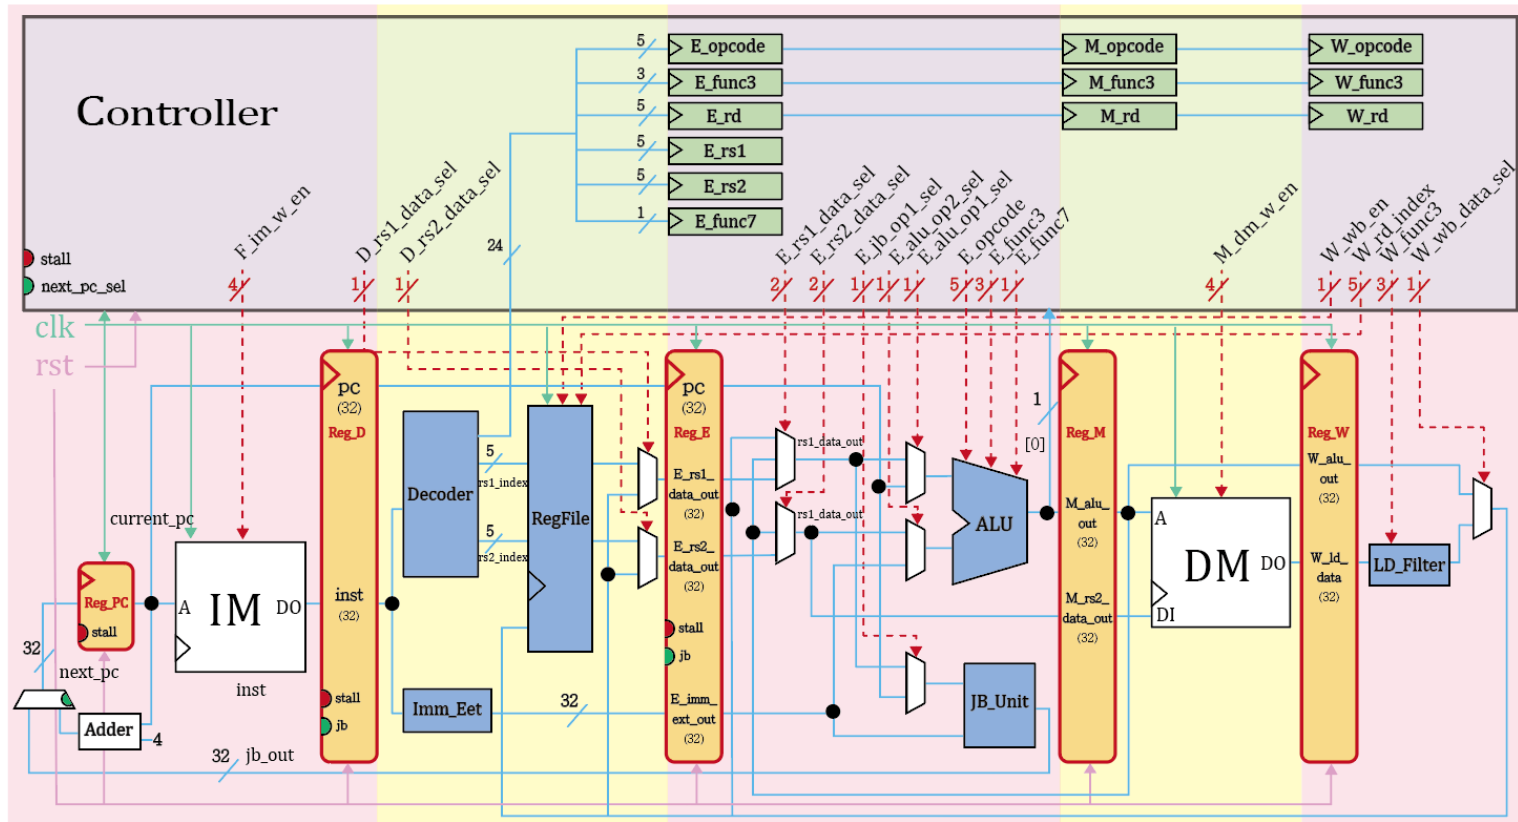 Controller
5
E_opcode
M_opcode
W_opcode
3
E_func3
M_func3
W_func3
5
E_rd
M_rd
W_rd
5
E_rs1
5
E_rs2
1
E_func7
24
stall
next_pc_sel
F_im_w_en
D_rs1_data_sel
D_rs2_data_sel
E_rs1_data_sel
E_rs2_data_sel
E_jb_op1_sel
E_alu_op2_sel
E_alu_op1_sel
E_opcode
E_func3
E_func7
M_dm_w_en
W_wb_en
W_rd_index
W_func3
W_wb_data_sel
4
1
1
2
2
1
1
1
5
3
1
4
1
5
3
1
clk
rst
current_pc
Reg_PC
stall
32
next_pc
Adder
4
32
jb_out
A
IM
DO
inst
pc
(32)
Reg_D
inst
(32)
stall
jb
Decoder
5
rs1_index
5
rs2_index
RegFile
Imm_Eet
32
pc
(32)
Reg_E
E_rs1_
data_out
(32)
E_rs2_
data_out
(32)
stall
jb
E_imm_
ext_out
(32)
rs1_data_out
rs1_data_out
ALU
JB_Unit
1
[0]
Reg_M
M_alu_
out
(32)
M_rs2_
data_out
(32)
A
DM
DO
DI
Reg_W
W_alu_
out
(32)
W_ld_
data
(32)
LD_Filter